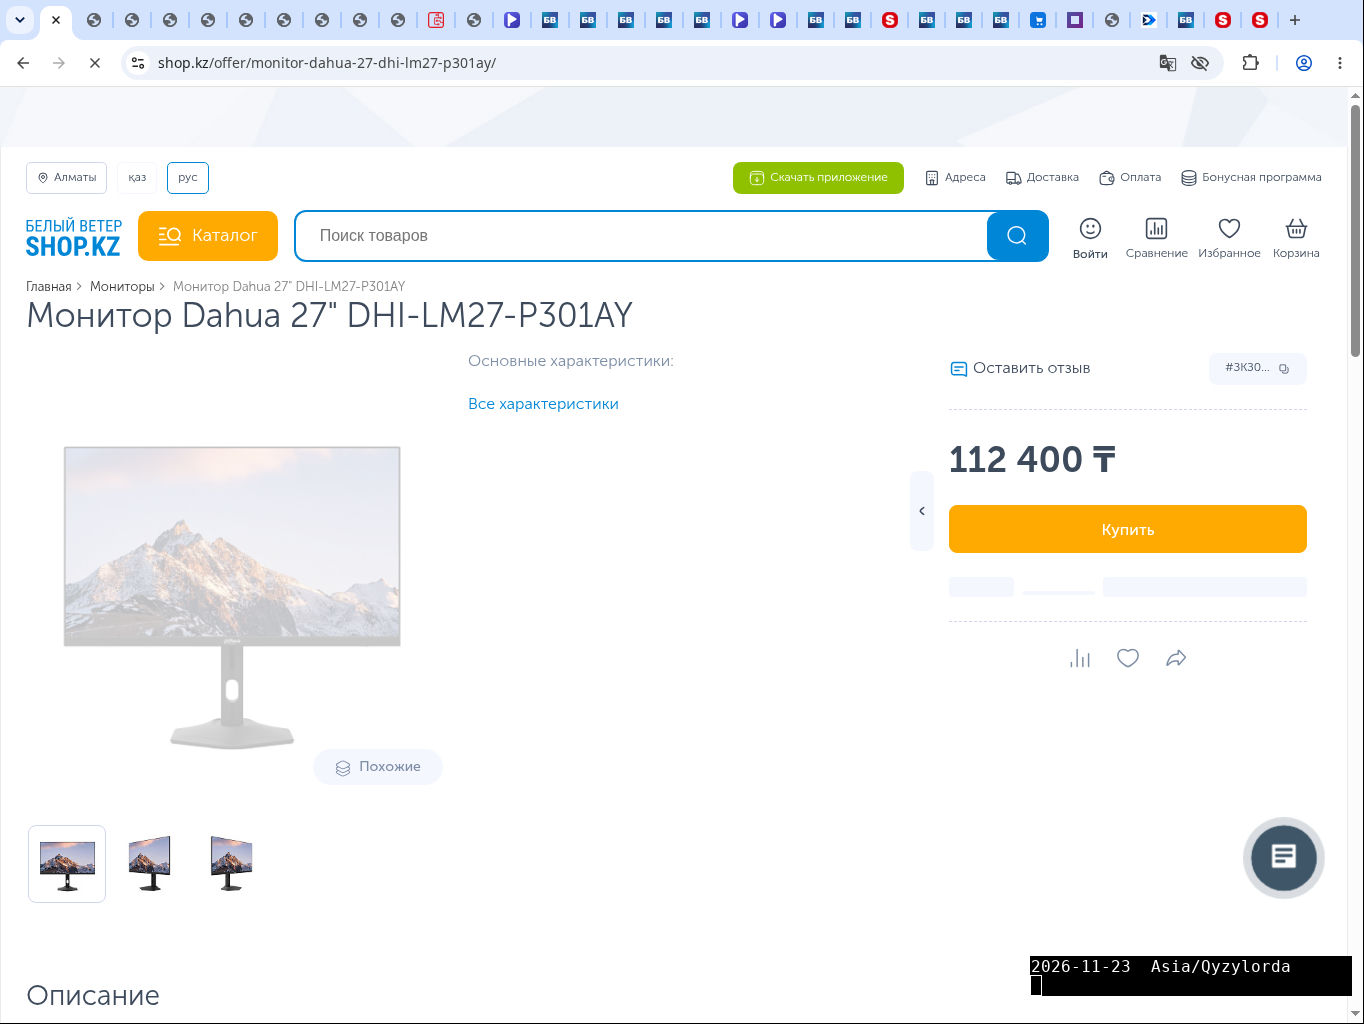 shop.kz/offer/monitor-dahua-27-dhi-lm27-p301ay/
Алматы
қаз
рус
Скачать приложение
Адреса
Доставка
Оплата
Бонусная программа
БЕЛЫЙ ВЕТЕР
SHOP.KZ
Каталог
Поиск товаров
Войти
Сравнение
Избранное
Корзина
Главная
Мониторы
Монитор Dahua 27" DHI-LM27-P301AY
Монитор Dahua 27" DHI-LM27-P301AY
Основные характеристики:
Все характеристики
Оставить отзыв
#ЗК30...
112 400 ₸
Купить
Похожие
Описание
2026-11-23 Asia/Qyzylorda